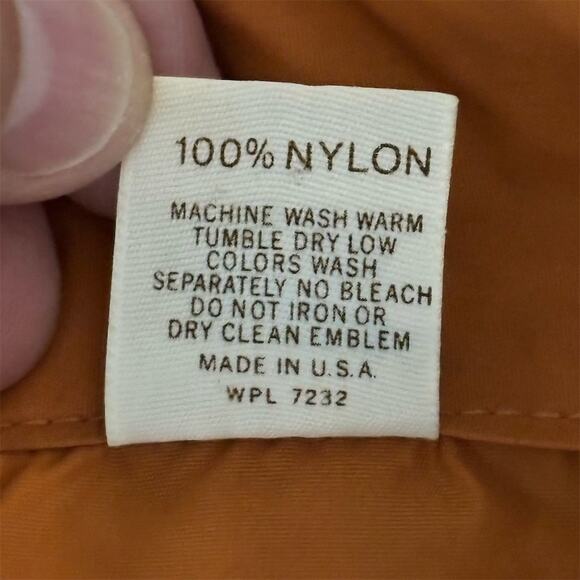 100% NYLON
MACHINE WASH WARM
TUMBLE DRY LOW
COLORS WASH
SEPARATELY NO BLEACH
DO NOT IRON OR
DRY CLEAN EMBLEM
MADE IN U.S.A.
WPL 7232